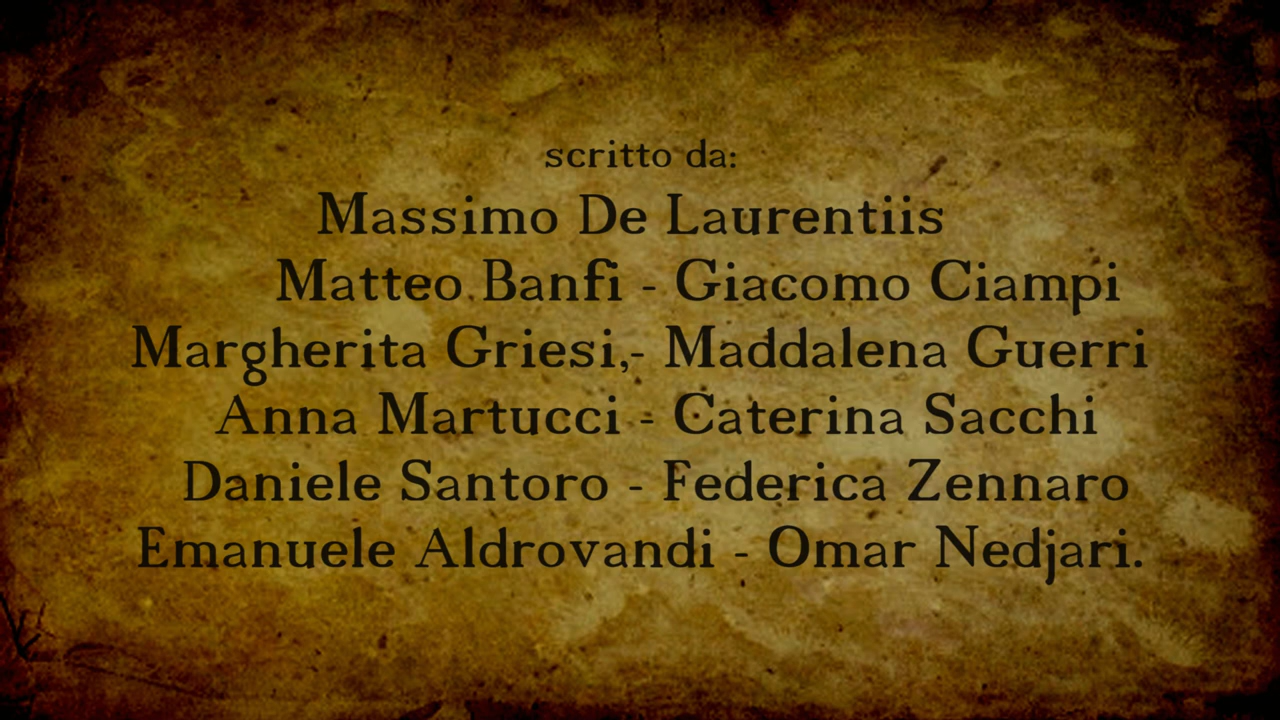 scritto da:
Massimo De Laurentiis
Matteo Banfi - Giacomo Ciampi
Margherita Griesi,- Maddalena Guerri
Anna Martucci - Caterina Sacchi
Daniele Santoro - Federica Zennaro
Emanuele Aldrovandi - Omar Nedjari.